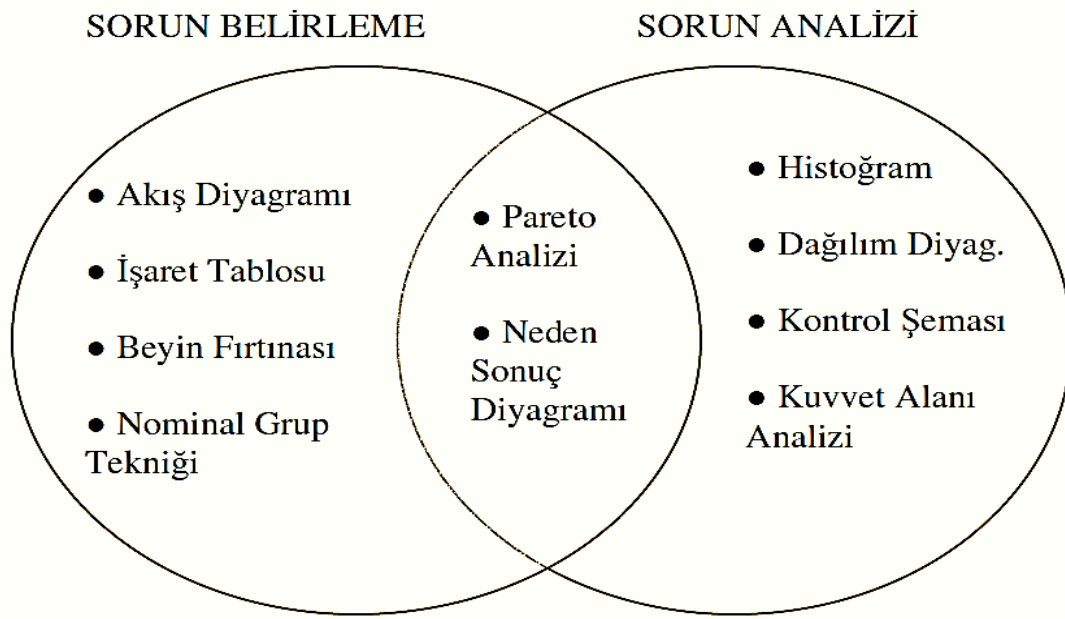 SORUN BELİRLEME
SORUN ANALİZİ
● Akış Diyagramı
● İşaret Tablosu
● Beyin Fırtınası
● Nominal Grup
Tekniği
● Pareto
Analizi
● Neden
Sonuç
Diyagramı
● Histoğram
● Dağılım Diyag.
● Kontrol Şeması
● Kuvvet Alanı
Analizi